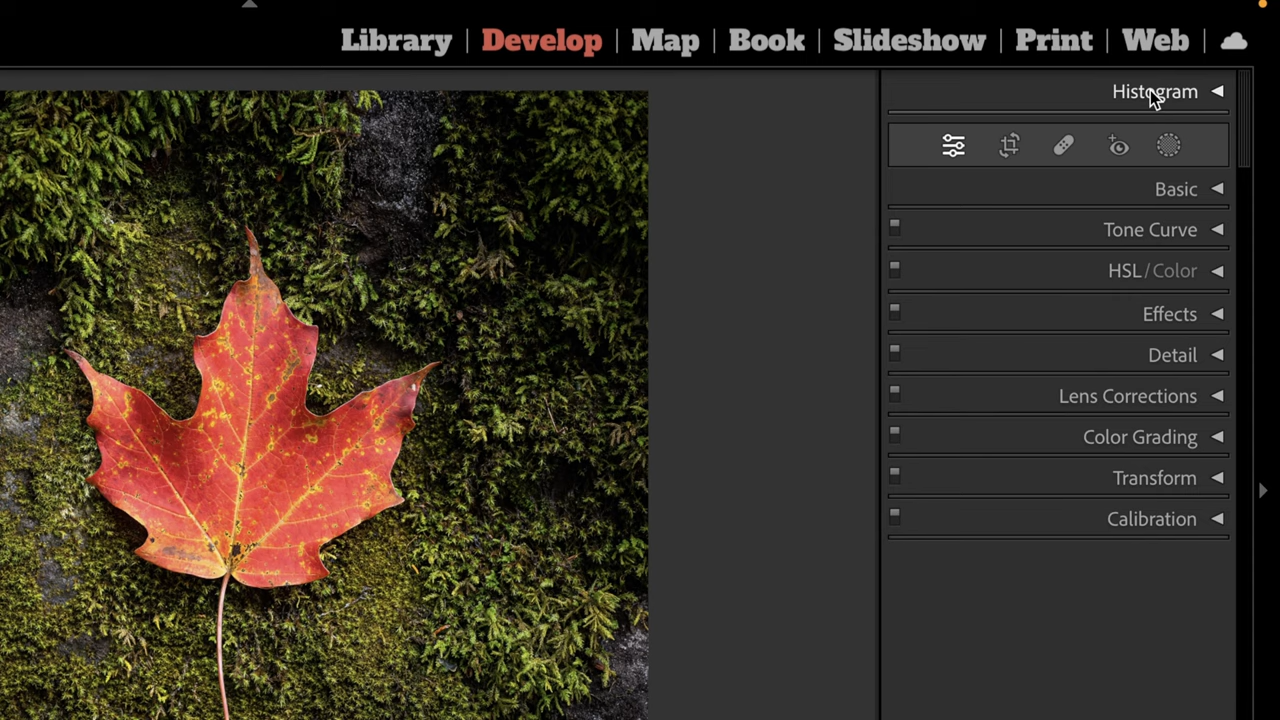 Library | Develop | Map | Book | Slideshow | Print | Web |
Histogram
Basic
Tone Curve
HSL / Color
Effects
Detail
Lens Corrections
Color Grading
Transform
Calibration